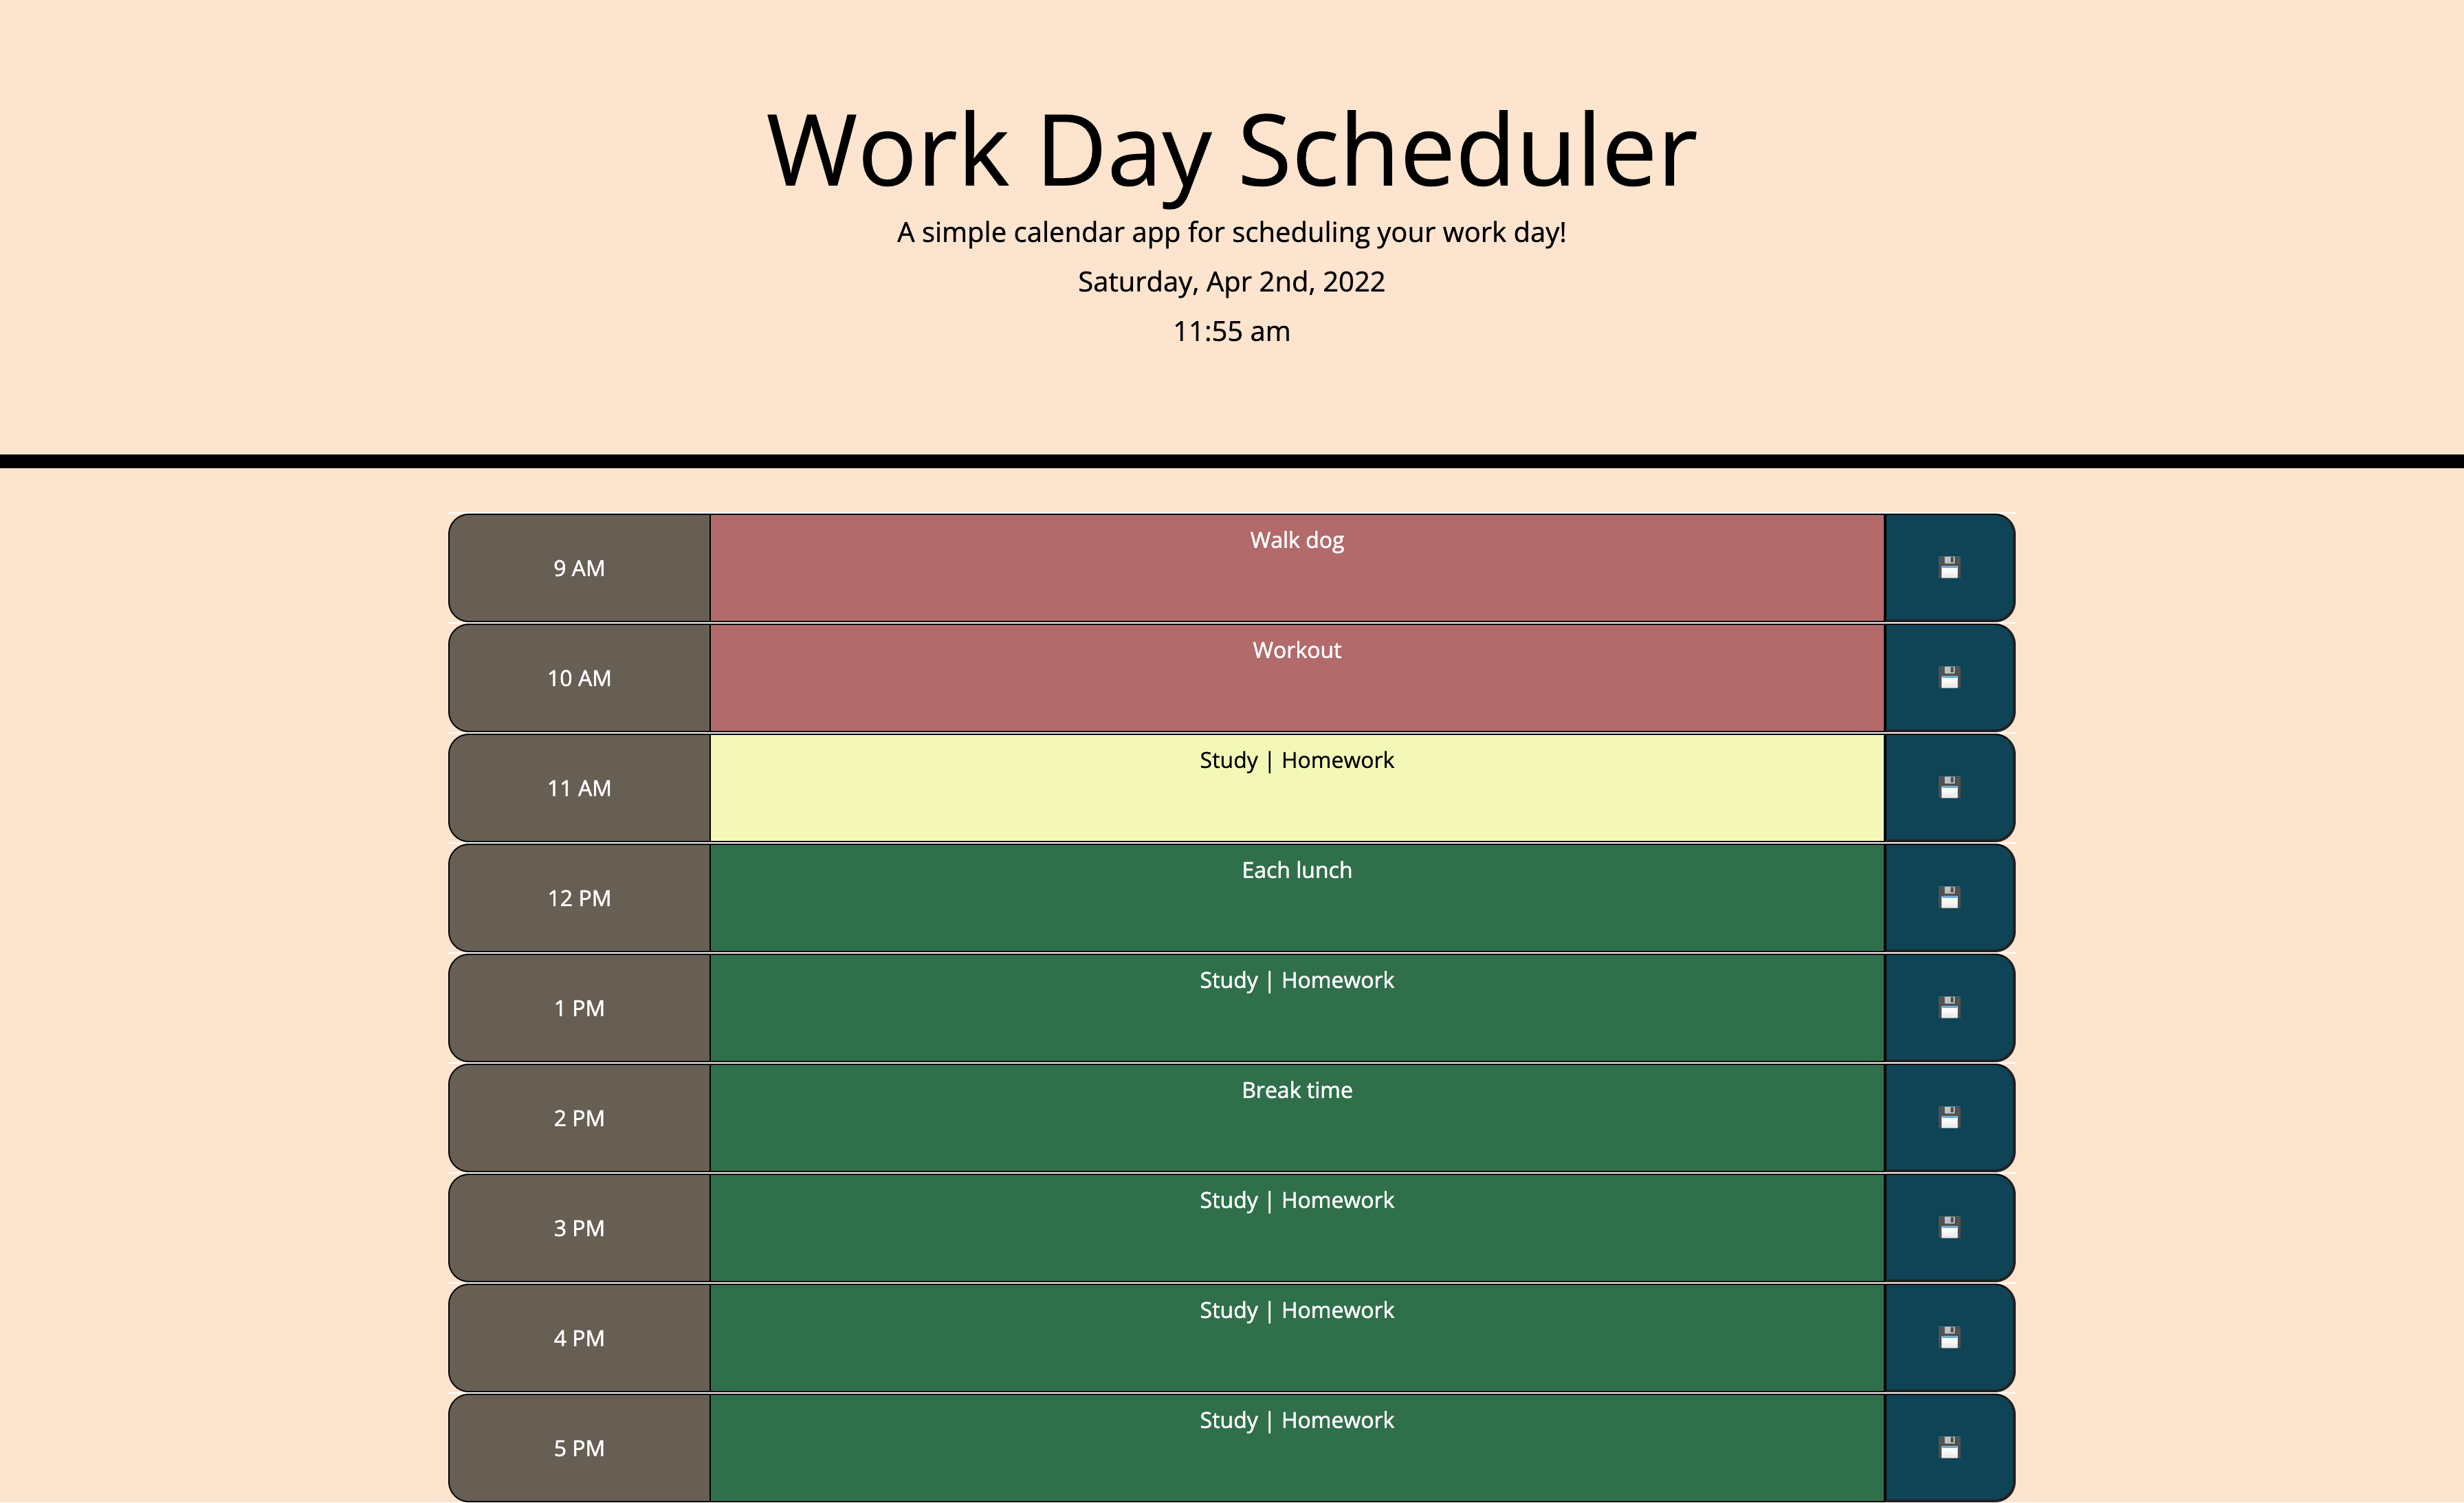 Work Day Scheduler
A simple calendar app for scheduling your work day!
Saturday, Apr 2nd, 2022
11:55 am
9 AM Walk dog
10 AM Workout
11 AM Study | Homework
12 PM Each lunch
1 PM Study | Homework
2 PM Break time
3 PM Study | Homework
4 PM Study | Homework
5 PM Study | Homework